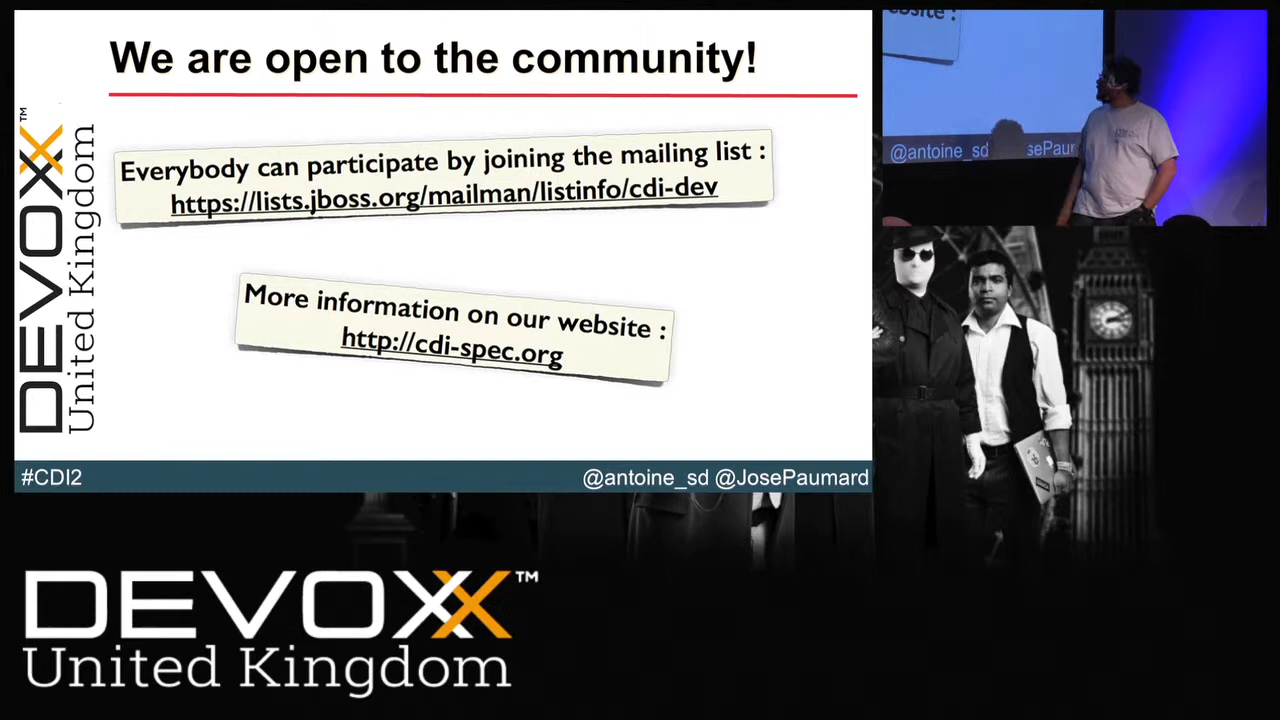 We are open to the community!
DEVOXX™
United Kingdom
Everybody can participate by joining the mailing list :
https://lists.jboss.org/mailman/listinfo/cdi-dev
More information on our website :
http://cdi-spec.org
#CDI2
@antoine_sd @JosePaumard
@antoine_sd
CDI
DEVOXX™
United Kingdom